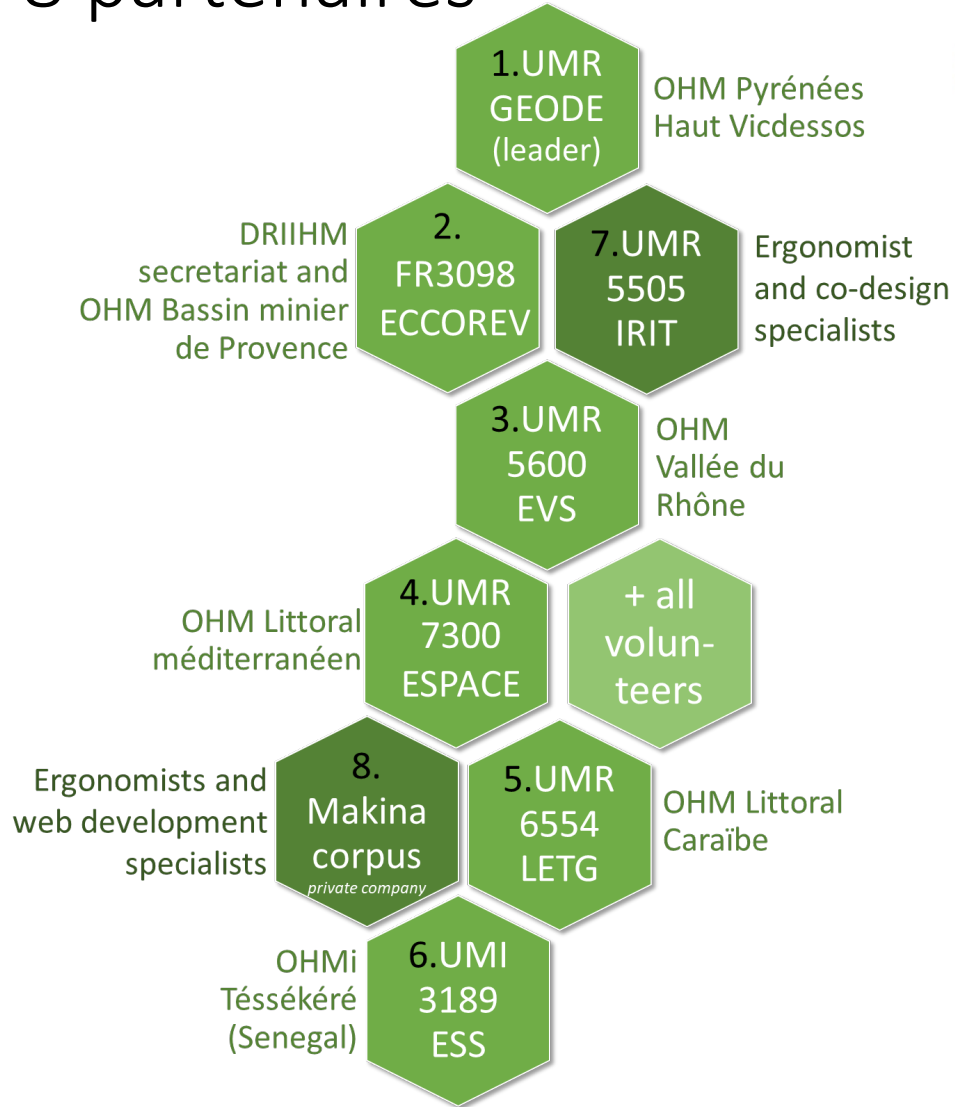 8 partenaires
1.UMR
GEODE
(leader)
OHM Pyrénées
Haut Vicdessos
DRIIHM
secretariat and
OHM Bassin minier
de Provence
2.
FR3098
ECCOREV
7.UMR
5505
IRIT
Ergonomist
and co-design
specialists
3.UMR
5600
EVS
OHM
Vallée du
Rhône
OHM Littoral
méditerranéen
4.UMR
7300
ESPACE
+ all
volun-
teers
Ergonomists and
web development
specialists
8.
Makina
corpus
private company
5.UMR
6554
LETG
OHM Littoral
Caraïbe
OHMi
Téssékéré
(Senegal)
6.UMI
3189
ESS